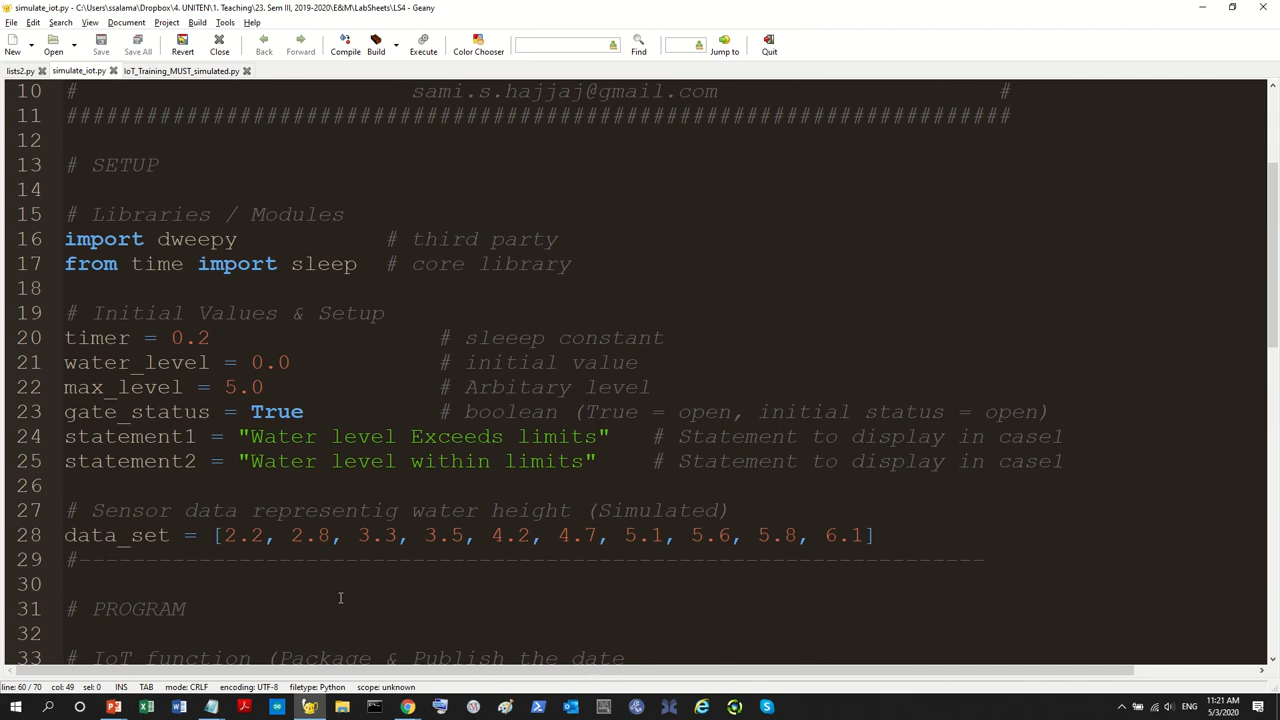 simulate_iot.py - C:\Users\ssalama\Dropbox\4. UNITEN\1. Teaching\23. Sem III, 2019-2020\E&M\LabSheets\LS4 - Geany
File Edit Search View Document Project Build Tools Help
New Open Save Save All Revert Close Back Forward Compile Build Execute Color Chooser Find Jump to Quit
lists2.py simulate_iot.py IoT_Training_MUST_simulated.py
10 # sami.s.hajjaj@gmail.com #
11 #######################################################################
12
13 # SETUP
14
15 # Libraries / Modules
16 import dweepy # third party
17 from time import sleep # core library
18
19 # Initial Values & Setup
20 timer = 0.2 # sleeep constant
21 water_level = 0.0 # initial value
22 max_level = 5.0 # Arbitary level
23 gate_status = True # boolean (True = open, initial status = open)
24 statement1 = "Water level Exceeds limits" # Statement to display in case1
25 statement2 = "Water level within limits" # Statement to display in case1
26
27 # Sensor data representig water height (Simulated)
28 data_set = [2.2, 2.8, 3.3, 3.5, 4.2, 4.7, 5.1, 5.6, 5.8, 6.1]
29 #--------------------------------------------------------------------
30
31 # PROGRAM
32
33 # IoT function (Package & Publish the date
line: 60 / 70 col: 49 sel: 0 INS TAB mode: CRLF encoding: UTF-8 filetype: Python scope: unknown
ENG
11:21 AM
5/3/2020